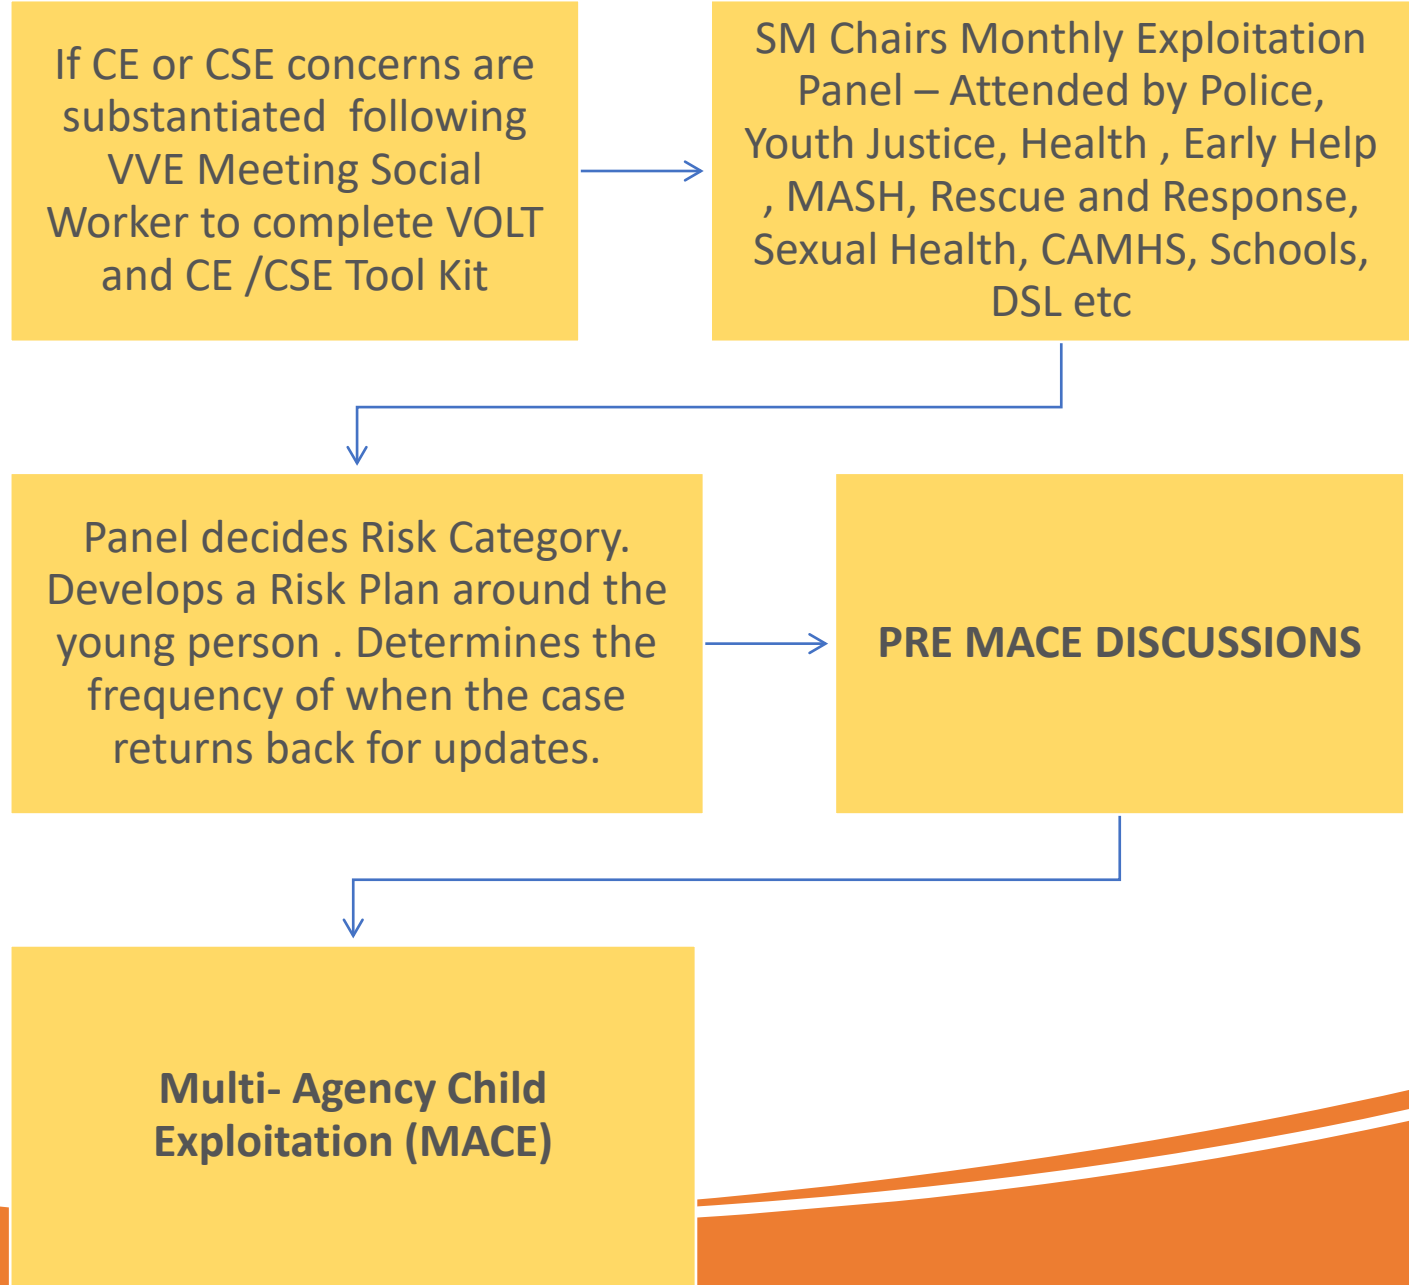 If CE or CSE concerns are
substantiated  following
VVE Meeting Social
Worker to complete VOLT
and CE /CSE Tool Kit
SM Chairs Monthly Exploitation
Panel – Attended by Police,
Youth Justice, Health , Early Help
, MASH, Rescue and Response,
Sexual Health, CAMHS, Schools,
DSL etc
Panel decides Risk Category.
Develops a Risk Plan around the
young person . Determines the
frequency of when the case
returns back for updates.
PRE MACE DISCUSSIONS
Multi- Agency Child
Exploitation (MACE)